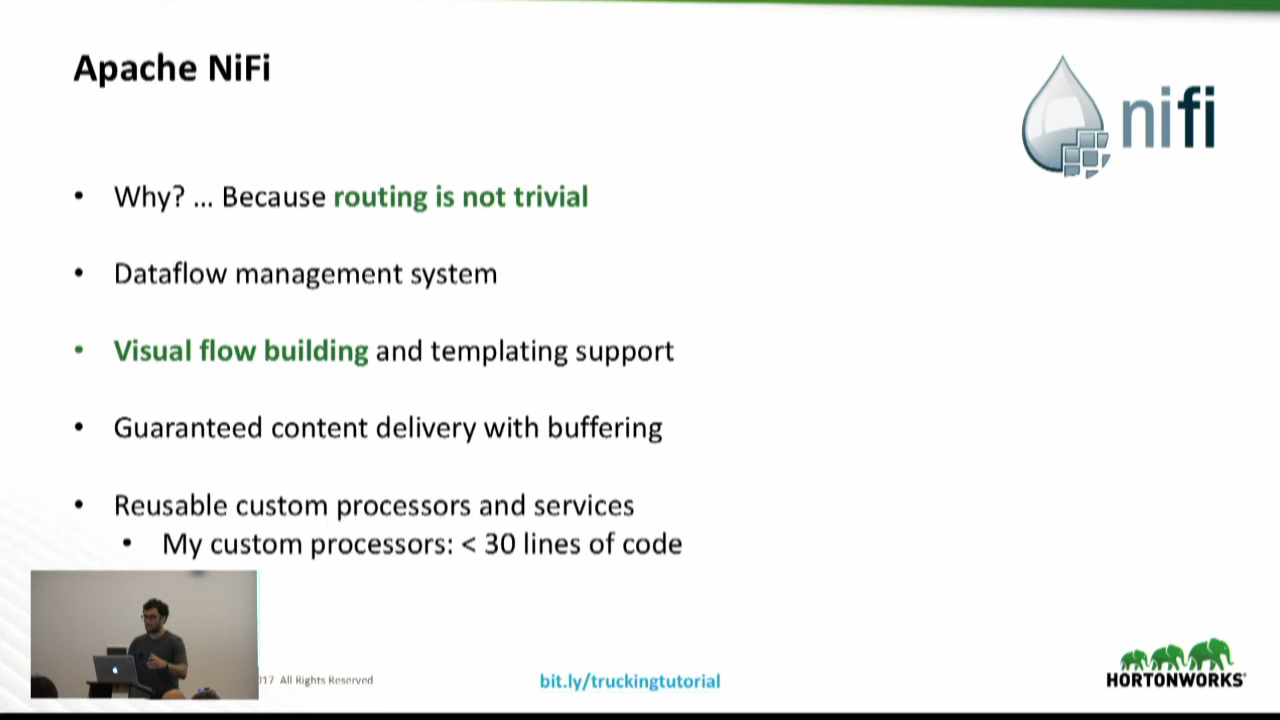 Apache NiFi
nifi
• Why? ... Because routing is not trivial
• Dataflow management system
• Visual flow building and templating support
• Guaranteed content delivery with buffering
• Reusable custom processors and services
• My custom processors: < 30 lines of code
17 All Rights Reserved
bit.ly/truckingtutorial
HORTONWORKS